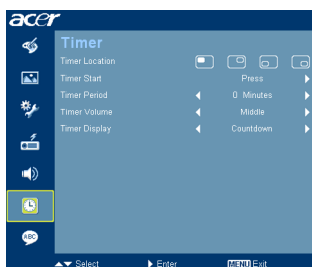 acer
Timer
Timer Location
Timer Start Press
Timer Period 0 Minutes
Timer Volume Middle
Timer Display Countdown
ABC
Select Enter MENU Exit